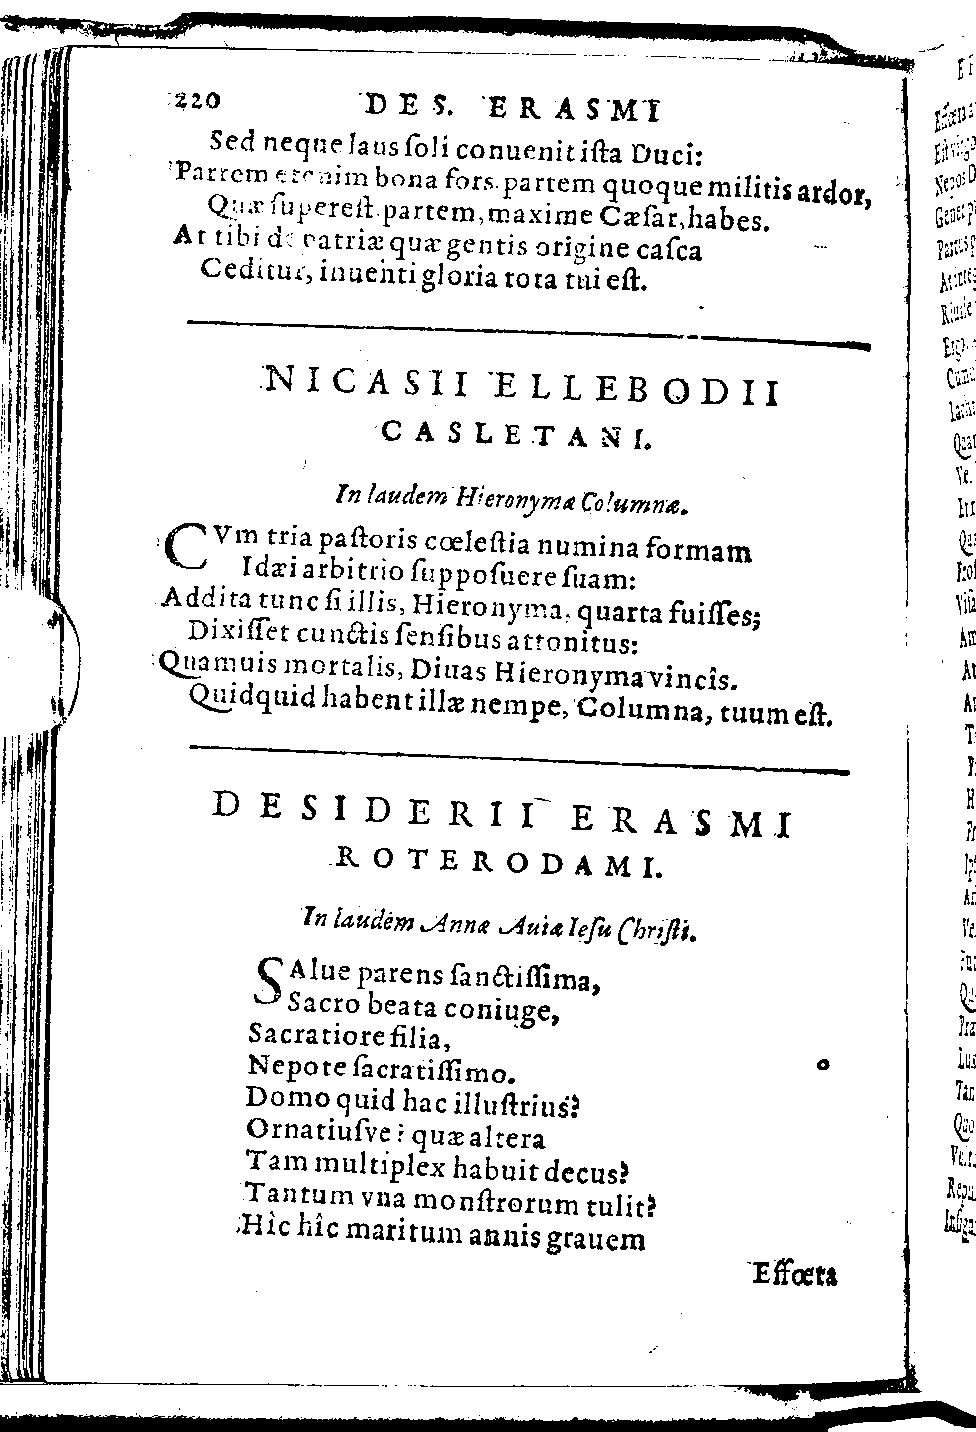 220 DES. ERASMI
Sed neque laus ſoli conuenit iſta Duci:
Partem etenim bona fors, partem quoque militis ardor,
Quæ ſupereſt partem, maxime Cæſar, habes.
At tibi de patriæ quæ gentis origine caſca
Ceditur, inuenti gloria tota tui eſt.
NICASII ELLEBODII
CASLETANI.
In laudem Hieronymæ Columnæ.
CVm tria paſtoris cœleſtia numina formam
Idæi arbitrio ſuppoſuere ſuam:
Addita tunc ſi illis, Hieronyma, quarta fuiſſes;
Dixiſſet cunctis ſenſibus attonitus:
Quamuis mortalis, Diuas Hieronyma vincis.
Quidquid habent illæ nempe, Columna, tuum eſt.
DESIDERII ERASMI
ROTERODAMI.
In laudem Annæ Auiæ Ieſu Chriſti.
SAlue parens ſanctiſſima,
Sacro beata coniuge,
Sacratiore filia,
Nepote ſacratiſſimo.
Domo quid hac illuſtrius?
Ornatiuſve? quæ altera
Tam multiplex habuit decus?
Tantum vna monſtrorum tulit?
Hîc hîc maritum annis grauem
Effœta